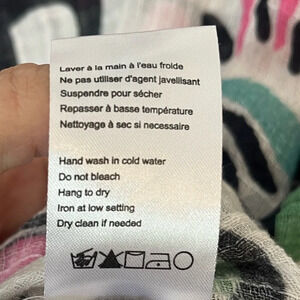 Laver à la main à l'eau froide
Ne pas utiliser d'agent javellisant
Suspendre pour sécher
Repasser à basse température
Nettoyage à sec si necessaire
Hand wash in cold water
Do not bleach
Hang to dry
Iron at low setting
Dry clean if needed